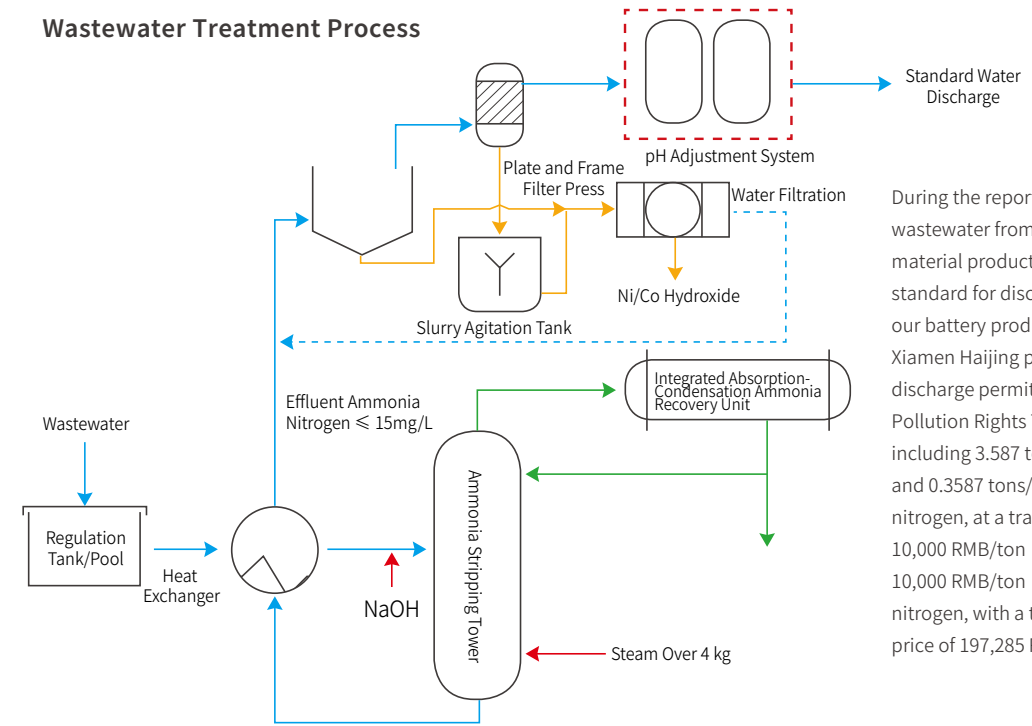 Wastewater Treatment Process
Standard Water
Discharge
pH Adjustment System
Plate and Frame
Filter Press
Water Filtration
Ni/Co Hydroxide
Slurry Agitation Tank
Integrated Absorption-
Condensation Ammonia
Recovery Unit
Effluent Ammonia
Nitrogen ⩽ 15mg/L
Wastewater
Regulation
Tank/Pool
Heat
Exchanger
NaOH
Ammonia Stripping Tower
Steam Over 4 kg
During the repor
wastewater from
material product
standard for disc
our battery prod
Xiamen Haijing p
discharge permit
Pollution Rights
including 3.587 t
and 0.3587 tons/
nitrogen, at a tra
10,000 RMB/ton
10,000 RMB/ton
nitrogen, with a t
price of 197,285